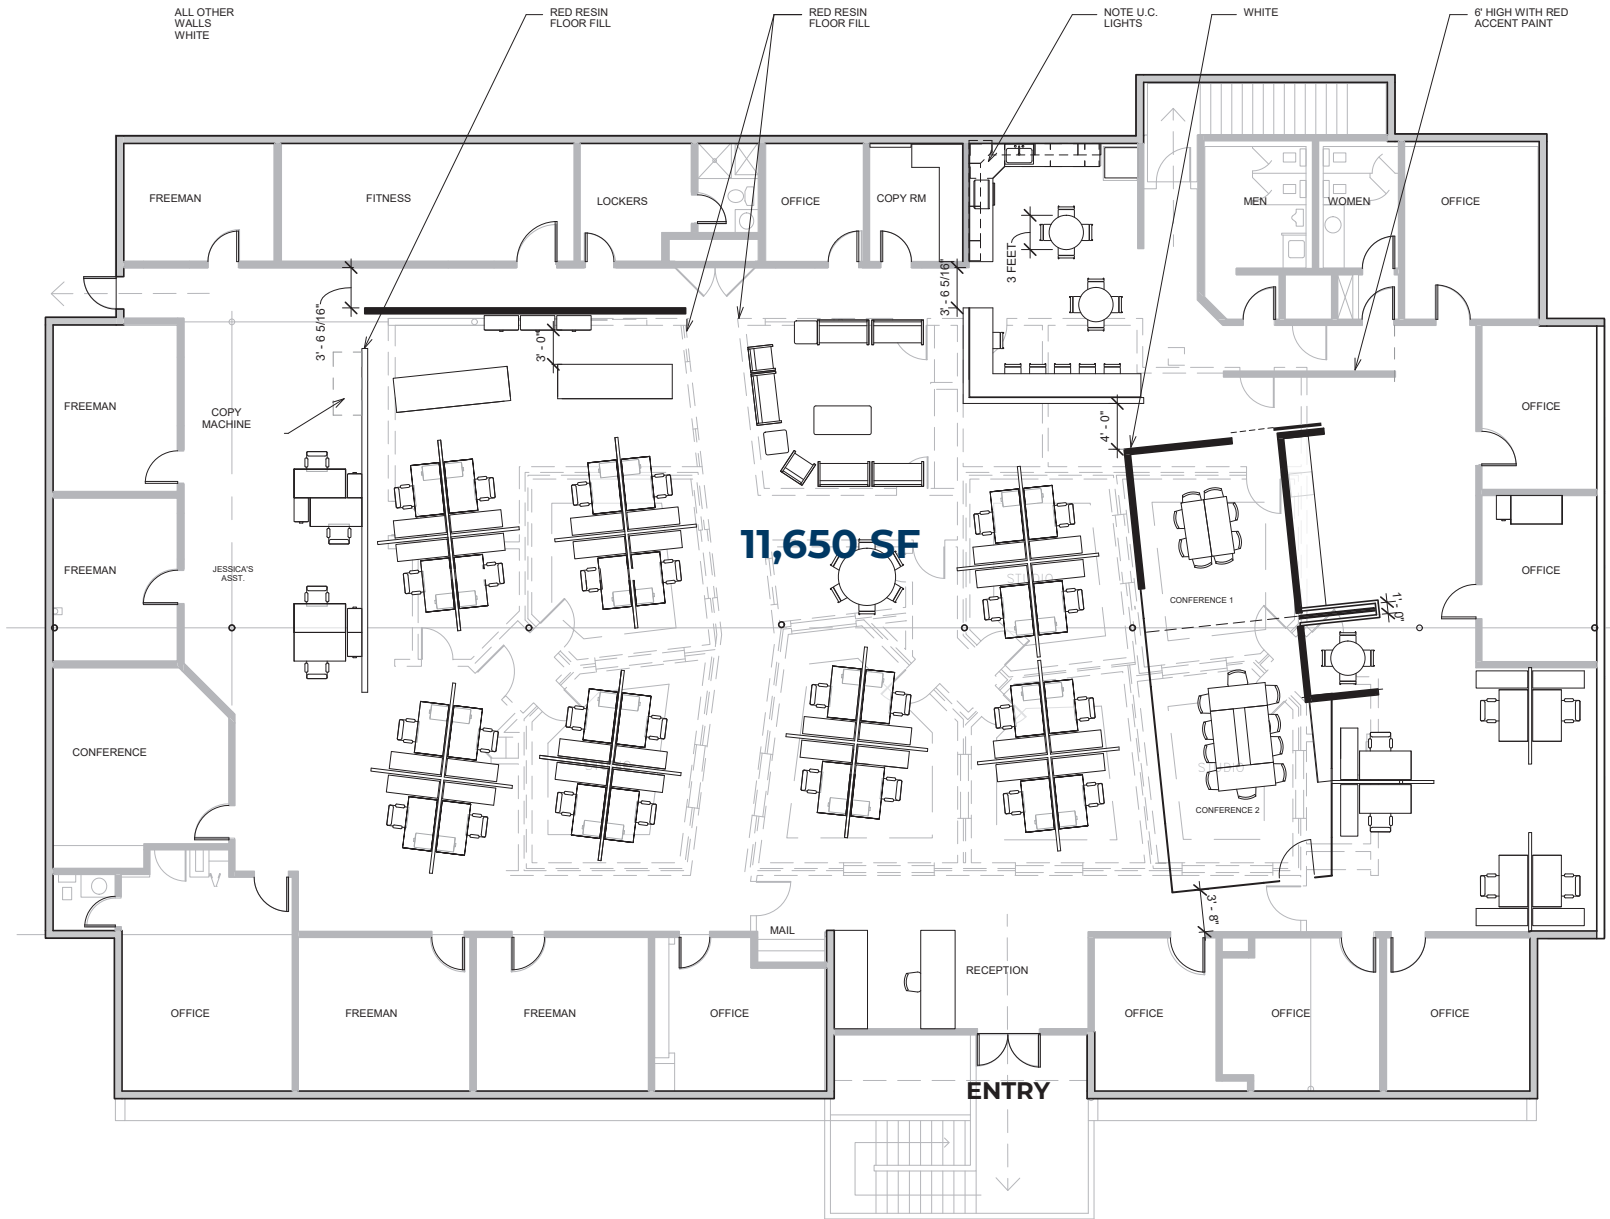 ALL OTHER
WALLS
WHITE
RED RESIN
FLOOR FILL
RED RESIN
FLOOR FILL
NOTE U.C.
LIGHTS
WHITE
6' HIGH WITH RED
ACCENT PAINT
FREEMAN
FITNESS
LOCKERS
OFFICE
COPY RM
MEN
WOMEN
OFFICE
3 FEET
3' - 6 5/16"
3' - 6 5/16"
3' - 0"
FREEMAN
COPY
MACHINE
4' - 0"
OFFICE
11,650 SF
FREEMAN
JESSICA'S
ASST.
STUDIO
CONFERENCE 1
OFFICE
1' - 0"
CONFERENCE
STUDIO
CONFERENCE 2
3' - 8"
MAIL
RECEPTION
OFFICE
FREEMAN
FREEMAN
OFFICE
OFFICE
OFFICE
OFFICE
ENTRY